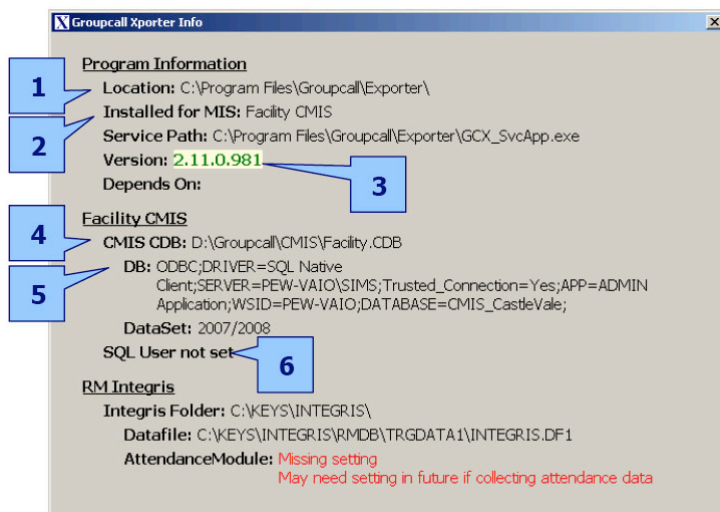 X Groupcall Xporter Info
Program Information
1
Location: C:\Program Files\Groupcall\Exporter\
Installed for MIS: Facility CMIS
2
Service Path: C:\Program Files\Groupcall\Exporter\GCX_SvcApp.exe
Version: 2.11.0.981
3
Depends On:
Facility CMIS
4
CMIS CDB: D:\Groupcall\CMIS\Facility.CDB
5
DB: ODBC;DRIVER=SQL Native
Client;SERVER=PEW-VAIO\SIMS;Trusted_Connection=Yes;APP=ADMIN
Application;WSID=PEW-VAIO;DATABASE=CMIS_CastleVale;
DataSet: 2007/2008
SQL User not set
6
RM Integris
Integris Folder: C:\KEYS\INTEGRIS\
Datafile: C:\KEYS\INTEGRIS\RMDB\TRGDATA1\INTEGRIS.DF1
AttendanceModule: Missing setting
May need setting in future if collecting attendance data